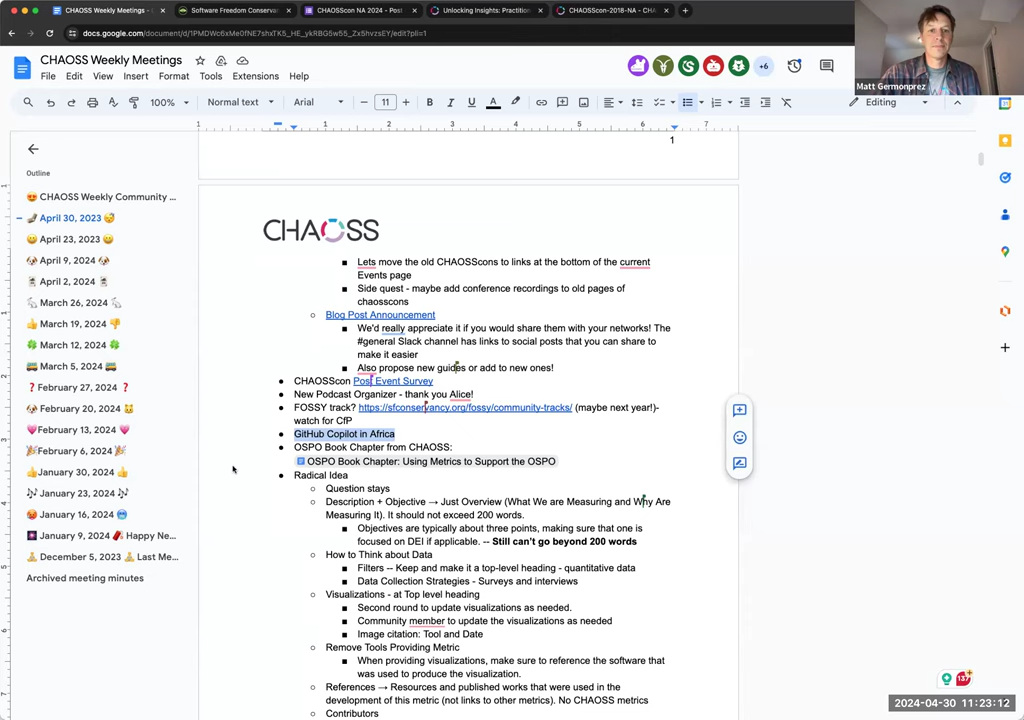 CHAOSS Weekly Meetings -
Software Freedom Conservan
CHAOSScon NA 2024 - Post
Unlocking Insights: Practition
CHAOSScon-2018-NA - CHA
docs.google.com/document/d/1PMDWc6xMe0fNE7shxTK5_HE_ykRBG5w55_Zx5hvzsEY/edit?pli=1
CHAOSS Weekly Meetings
File Edit View Insert Format Tools Extensions Help
+6
Matt Germonprez
100% Normal text Arial 11 Editing
1 1 2 3 4 5 6 7
1
Outline
😍 CHAOSS Weekly Community ...
April 30, 2023 😴
😀 April 23, 2023 😀
🐶 April 9, 2024 🐶
🃏 April 2, 2024 🃏
🐇 March 26, 2024 🐇
👍 March 19, 2024 👎
🍀 March 12, 2024 🍀
🚎 March 5, 2024 🚎
❓February 27, 2024 ❓
🐶 February 20, 2024 🐱
💗February 13, 2024 💗
🎉February 6, 2024 🎉
👍January 30, 2024 👍
🎶 January 23, 2024 🎶
🥵 January 16, 2024 🥶
🎆 January 9, 2024 🧨 Happy Ne...
December 5, 2023 Last Me...
Archived meeting minutes
CHAOSS
Lets move the old CHAOSScons to links at the bottom of the current
Events page
Side quest - maybe add conference recordings to old pages of
chaosscons
Blog Post Announcement
We'd really appreciate it if you would share them with your networks! The
#general Slack channel has links to social posts that you can share to
make it easier
Also propose new guides or add to new ones!
CHAOSScon Post Event Survey
New Podcast Organizer - thank you Alice!
FOSSY track? https://sfconservancy.org/fossy/community-tracks/ (maybe next year!)-
watch for CfP
GitHub Copilot in Africa
OSPO Book Chapter from CHAOSS:
OSPO Book Chapter: Using Metrics to Support the OSPO
Radical Idea
Question stays
Description + Objective → Just Overview (What We are Measuring and Why Are
Measuring It). It should not exceed 200 words.
Objectives are typically about three points, making sure that one is
focused on DEI if applicable. -- Still can't go beyond 200 words
How to Think about Data
Filters -- Keep and make it a top-level heading - quantitative data
Data Collection Strategies - Surveys and interviews
Visualizations - at Top level heading
Second round to update visualizations as needed.
Community member to update the visualizations as needed
Image citation: Tool and Date
Remove Tools Providing Metric
When providing visualizations, make sure to reference the software that
was used to produce the visualization.
References → Resources and published works that were used in the
development of this metric (not links to other metrics). No CHAOSS metrics
Contributors
137
2024-04-30 11:23:12